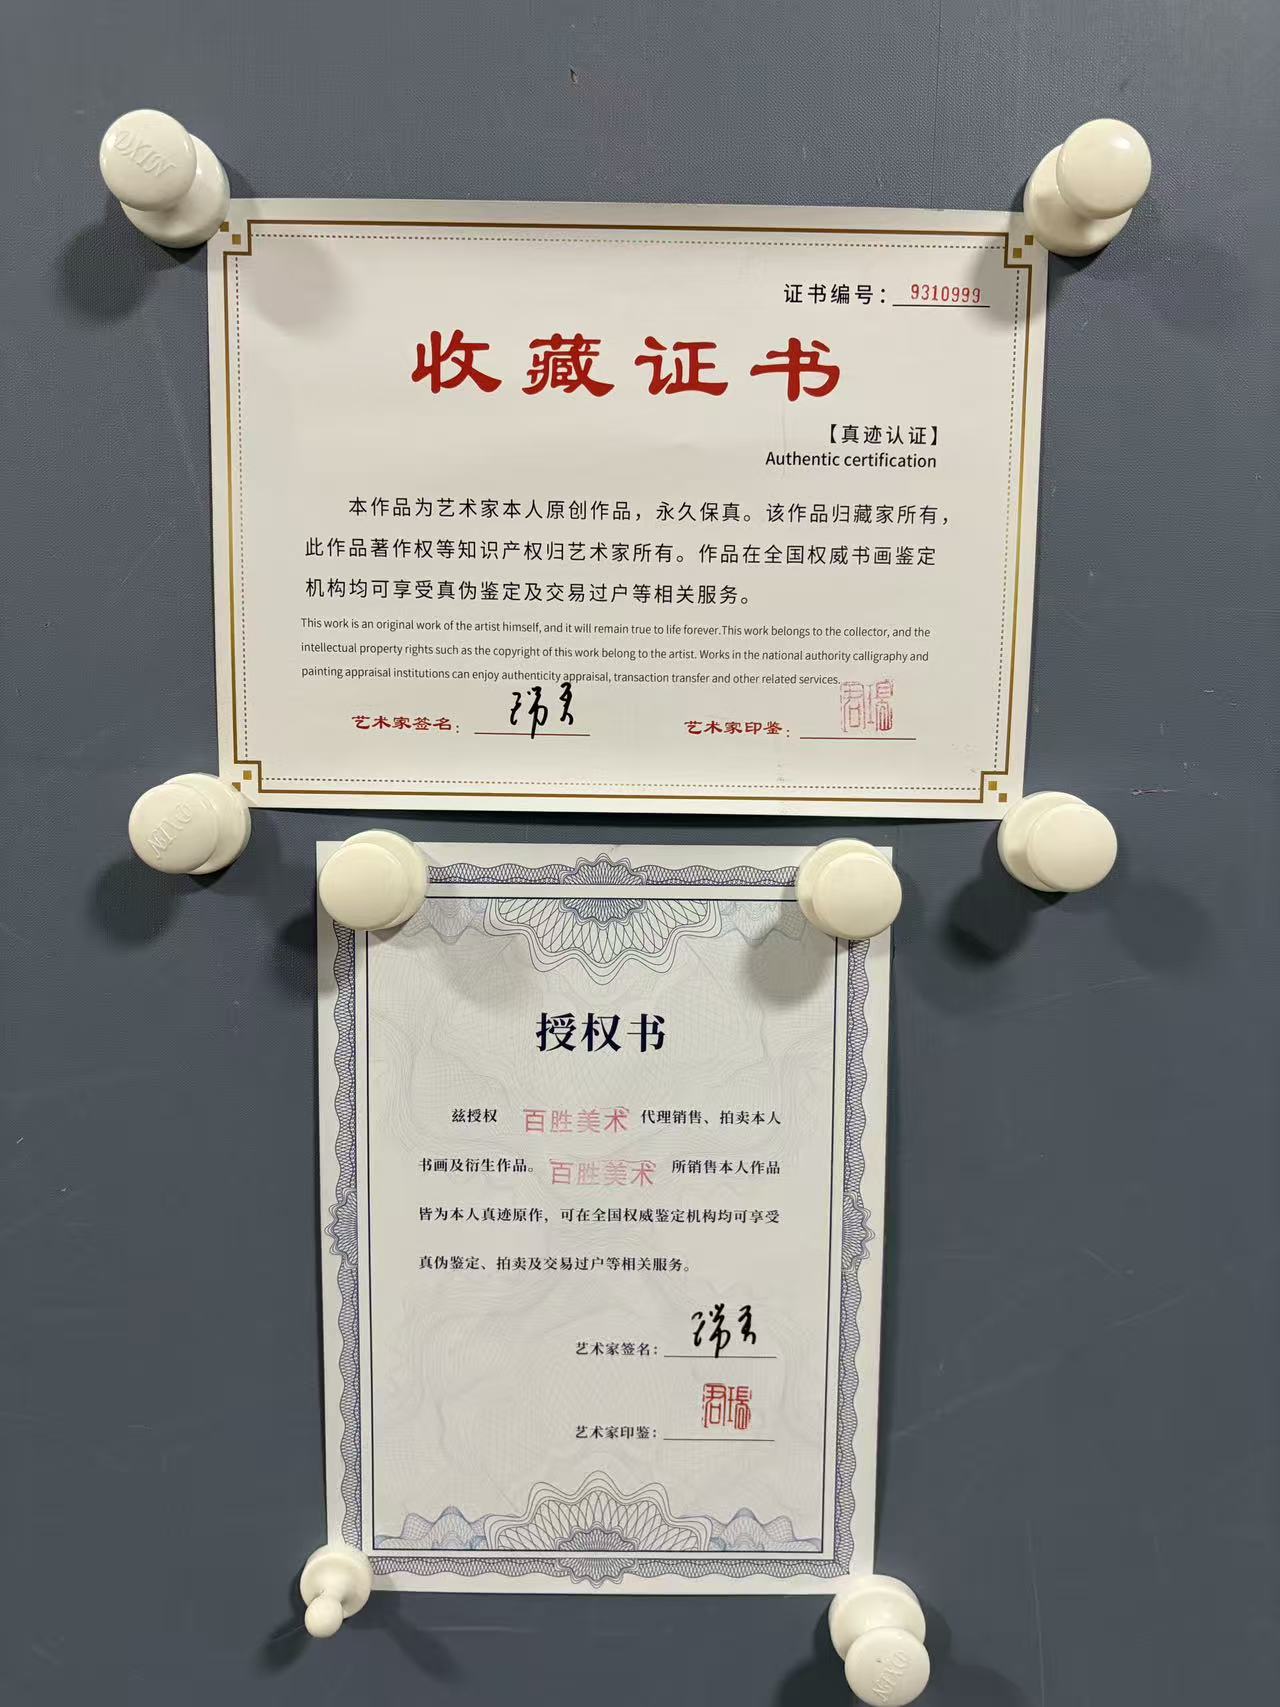 证书编号：9310999
收藏证书
【真迹认证】
Authentic certification
本作品为艺术家本人原创作品，永久保真。该作品归藏家所有，
此作品著作权等知识产权归艺术家所有。作品在全国权威书画鉴定
机构均可享受真伪鉴定及交易过户等相关服务。
This work is an original work of the artist himself, and it will remain true to life forever.This work belongs to the collector, and the
intellectual property rights such as the copyright of this work belong to the artist. Works in the national authority calligraphy and
painting appraisal institutions can enjoy authenticity appraisal, transaction transfer and other related services.
艺术家签名：
艺术家印鉴：
授权书
兹授权 百胜美术 代理销售、拍卖本人
书画及衍生作品。百胜美术 所销售本人作品
皆为本人真迹原作，可在全国权威鉴定机构均可享受
真伪鉴定、拍卖及交易过户等相关服务。
艺术家签名：
艺术家印鉴：